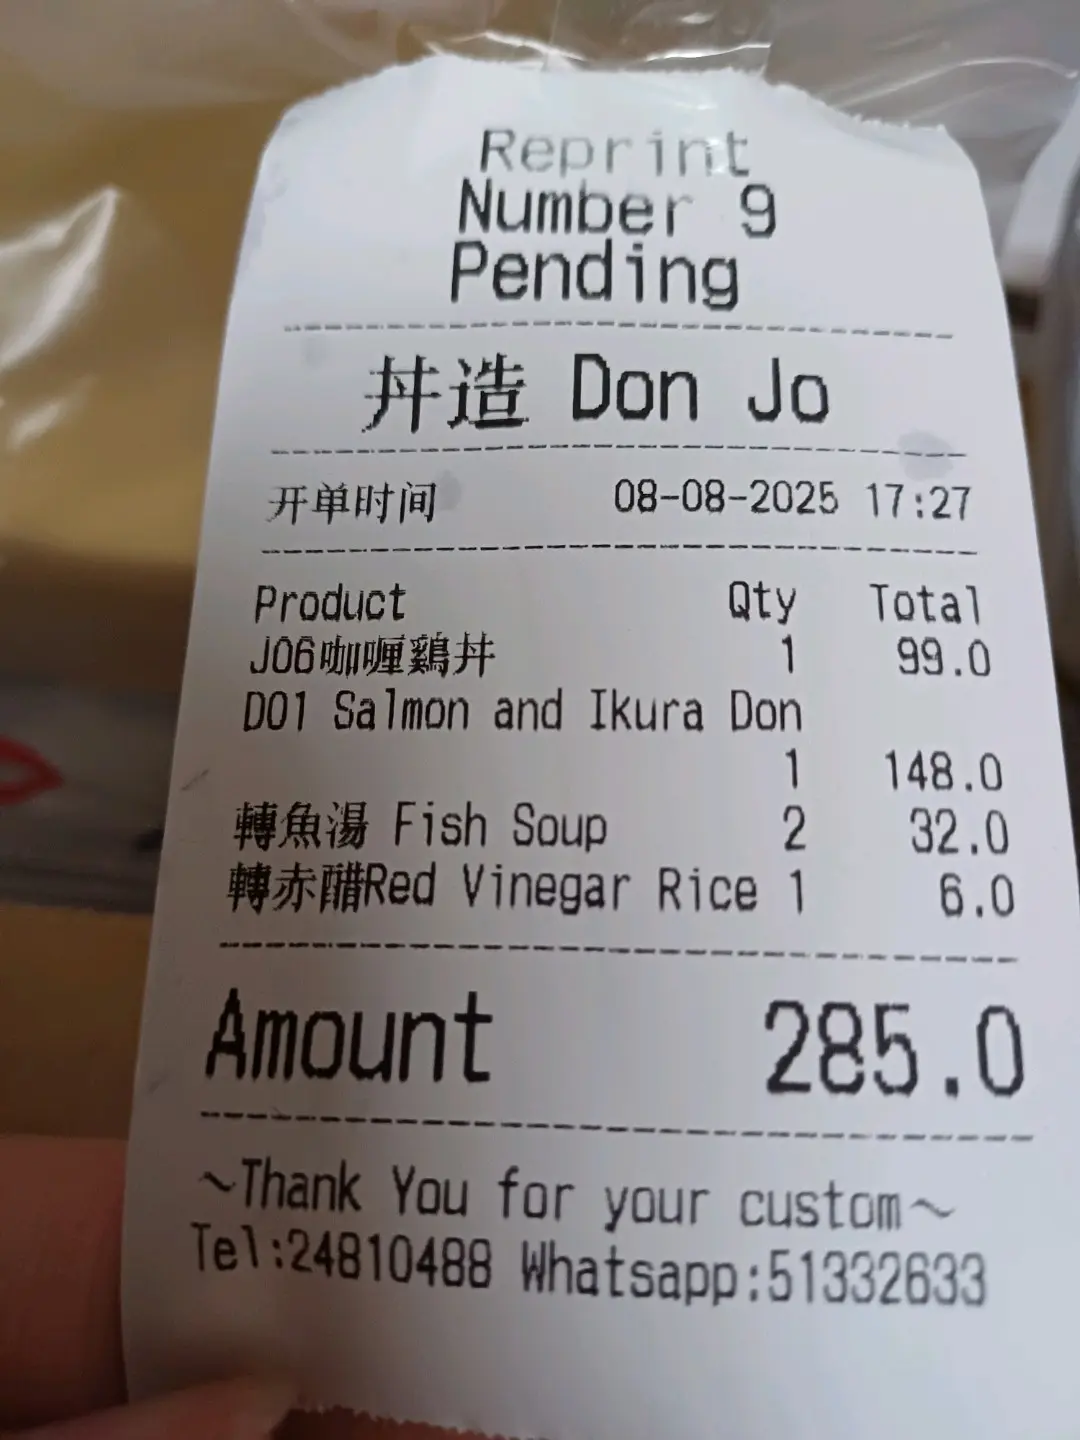 Reprint
Number 9
Pending
丼造 Don Jo
开单时间 08-08-2025 17:27
Product Qty Total
J06咖喱鷄丼 1 99.0
D01 Salmon and Ikura Don
1 148.0
轉魚湯 Fish Soup 2 32.0
轉赤醋Red Vinegar Rice 1 6.0
Amount 285.0
~Thank You for your custom~
Tel:24810488 Whatsapp:51332633